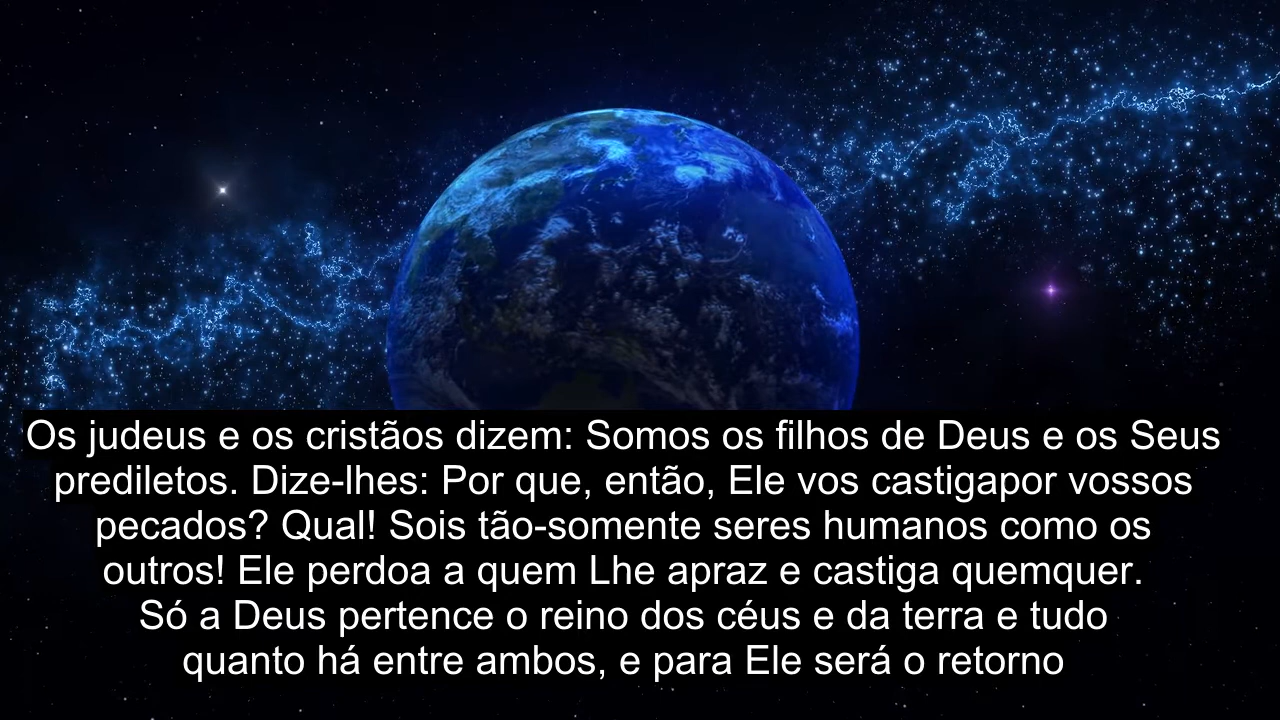 Os judeus e os cristãos dizem: Somos os filhos de Deus e os Seus
prediletos. Dize-lhes: Por que, então, Ele vos castigapor vossos
pecados? Qual! Sois tão-somente seres humanos como os
outros! Ele perdoa a quem Lhe apraz e castiga quemquer.
Só a Deus pertence o reino dos céus e da terra e tudo
quanto há entre ambos, e para Ele será o retorno